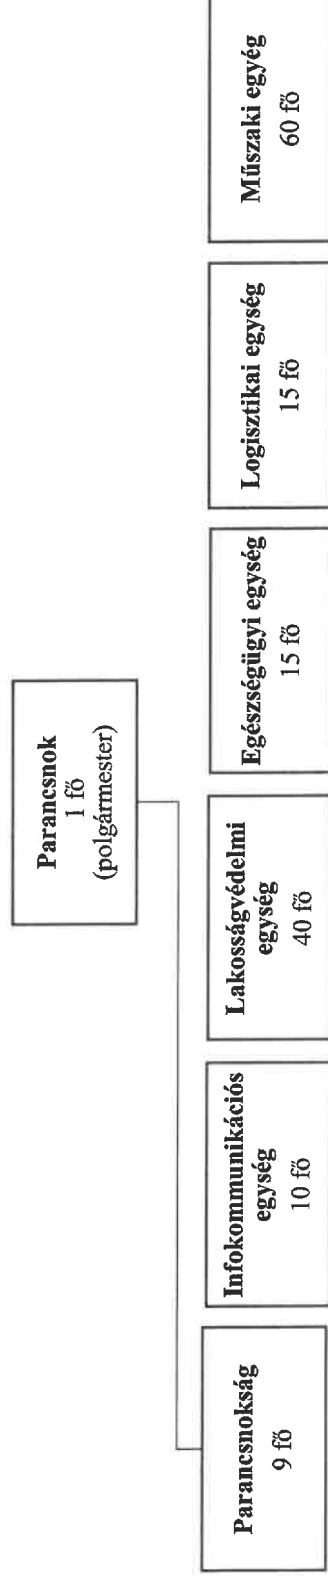 Parancsnok
1 fő
(polgármester)
Parancsnokság
9 fő
Infokommunikációs
egység
10 fő
Lakosságvédelmi
egység
40 fő
Egészségügyi egység
15 fő
Logisztikai egység
15 fő
Műszaki egyég
60 fő